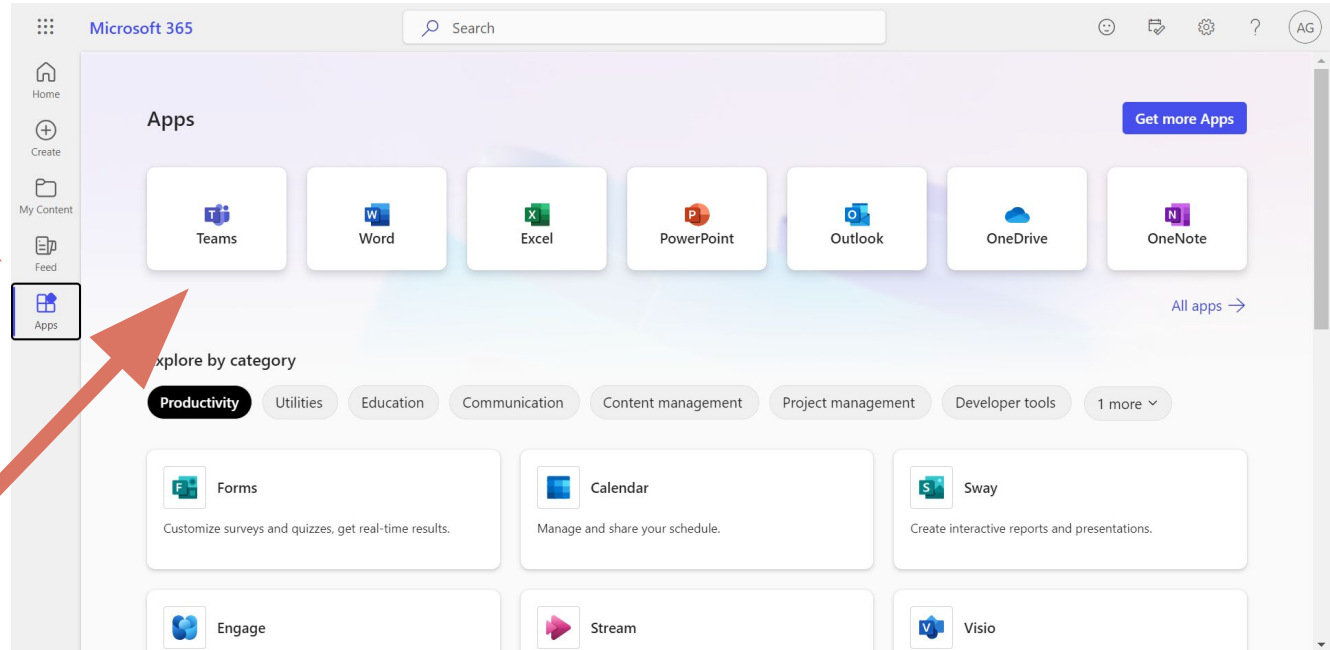 Microsoft 365
Search
AG
Home
Create
My Content
Feed
Apps
Apps
Get more Apps
Teams
Word
Excel
PowerPoint
Outlook
OneDrive
OneNote
All apps →
xplore by category
Productivity
Utilities
Education
Communication
Content management
Project management
Developer tools
1 more
Forms
Customize surveys and quizzes, get real-time results.
Calendar
Manage and share your schedule.
Sway
Create interactive reports and presentations.
Engage
Stream
Visio